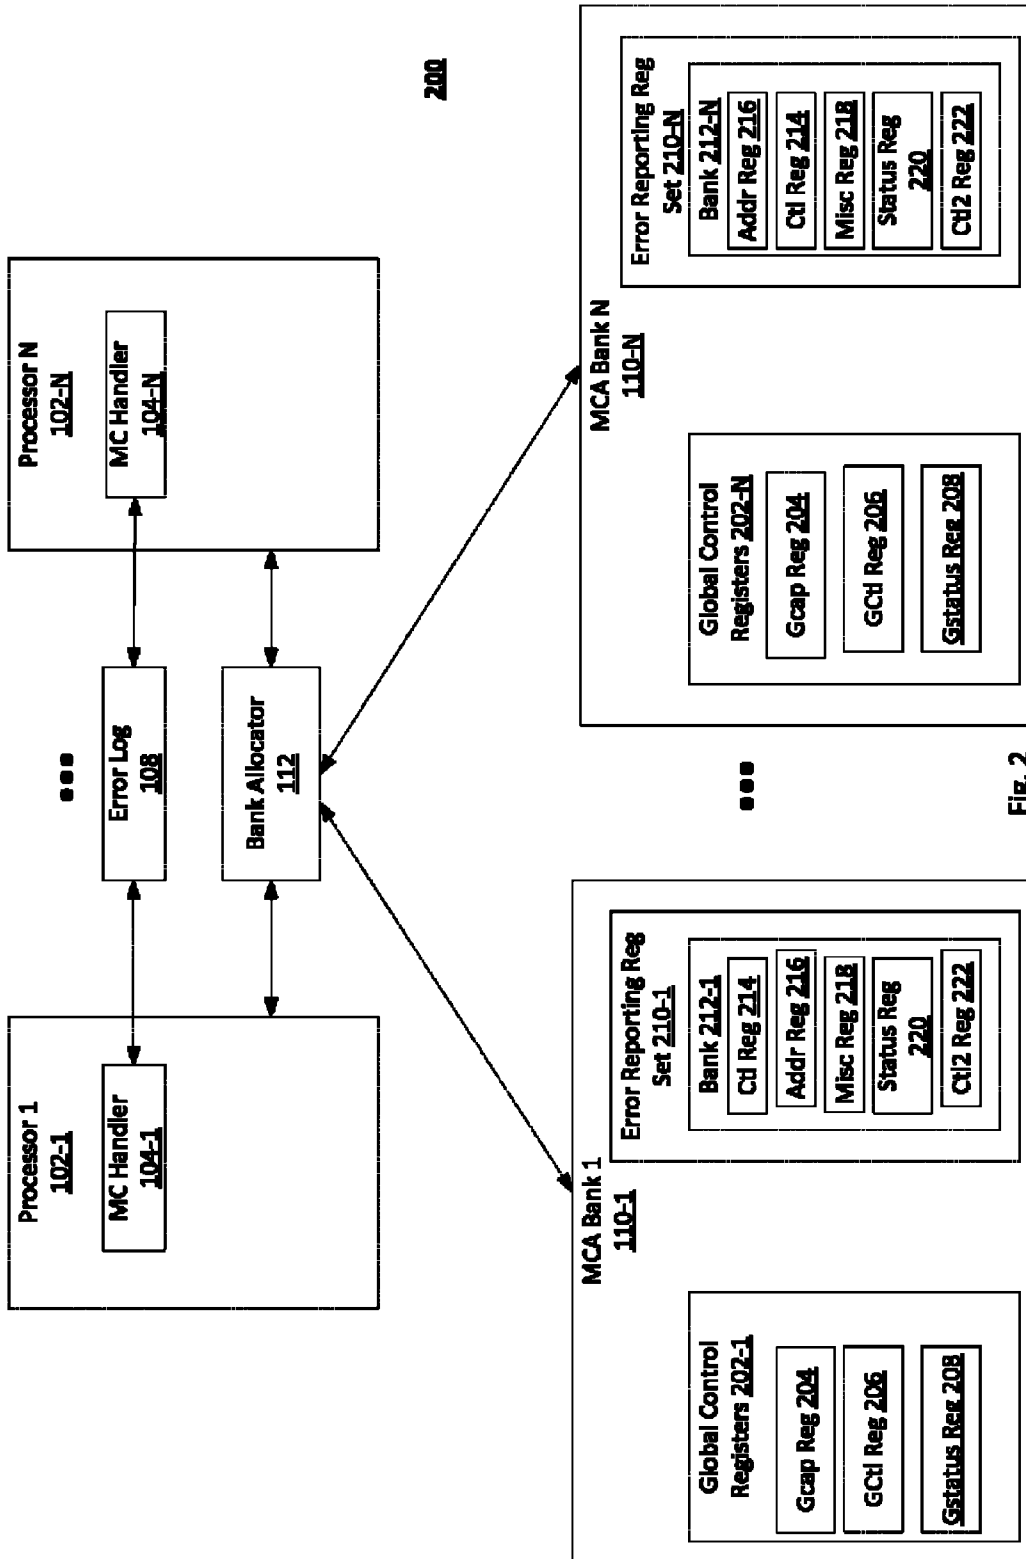 200
Processor 1
102-1
MC Handler
104-1
Error Log
108
Processor N
102-N
MC Handler
104-N
Bank Allocator
112
MCA Bank 1
110-1
Global Control
Registers 202-1
Gcap Reg 204
GCtl Reg 206
Gstatus Reg 208
Error Reporting Reg
Set 210-1
Bank 212-1
Ctl Reg 214
Addr Reg 216
Misc Reg 218
Status Reg
220
Ctl2 Reg 222
MCA Bank N
110-N
Global Control
Registers 202-N
Gcap Reg 204
GCtl Reg 206
Gstatus Reg 208
Error Reporting Reg
Set 210-N
Bank 212-N
Addr Reg 216
Ctl Reg 214
Misc Reg 218
Status Reg
220
Ctl2 Reg 222
Fig. 2